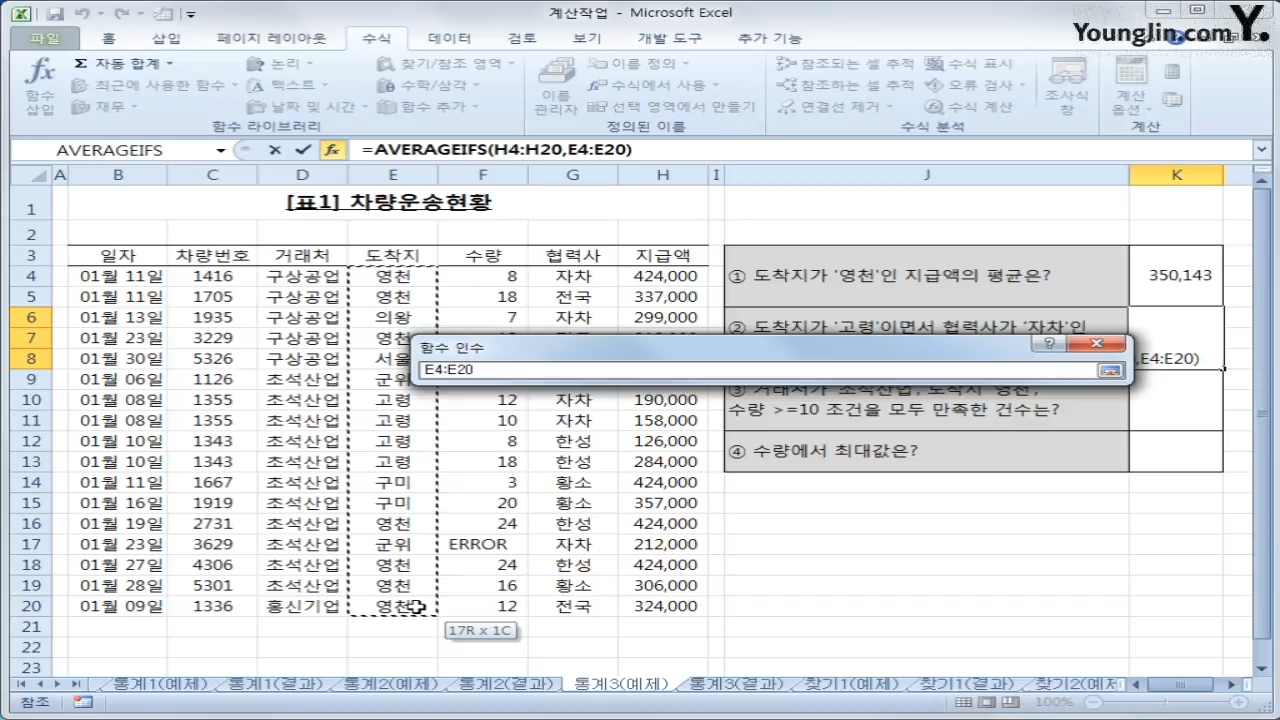 계산작업 - Microsoft Excel
Younglin.com Y.
파일 홈 삽입 페이지 레이아웃 수식 데이터 검토 보기 개발 도구 추가 기능
fx 함수 삽입
Σ 자동 합계 논리 찾기/참조 영역
최근에 사용한 함수 텍스트 수학/삼각
재무 날짜 및 시간 함수 추가
함수 라이브러리
이름 관리자
이름 정의
수식에서 사용
선택 영역에서 만들기
정의된 이름
참조되는 셀 추적 수식 표시
참조하는 셀 추적 오류 검사
연결선 제거 수식 계산
조사식 창
수식 분석
계산 옵션
계산
AVERAGEIFS fx =AVERAGEIFS(H4:H20,E4:E20)
A B C D E F G H I J K
1 [표1] 차량운송현황
2
3 일자 차량번호 거래처 도착지 수량 협력사 지급액
4 01월 11일 1416 구상공업 영천 8 자차 424,000
5 01월 11일 1705 구상공업 영천 18 전국 337,000
6 01월 13일 1935 구상공업 의왕 7 자차 299,000
7 01월 23일 3229 구상공업 영천
8 01월 30일 5326 구상공업 서울
9 01월 06일 1126 초석산업 군위
10 01월 08일 1355 초석산업 고령 12 자차 190,000
11 01월 08일 1355 초석산업 고령 10 자차 158,000
12 01월 10일 1343 초석산업 고령 8 한성 126,000
13 01월 10일 1343 초석산업 고령 18 한성 284,000
14 01월 11일 1667 초석산업 구미 3 황소 424,000
15 01월 16일 1919 초석산업 구미 20 황소 357,000
16 01월 19일 2731 초석산업 영천 24 한성 424,000
17 01월 23일 3629 초석산업 군위 ERROR 자차 212,000
18 01월 27일 4306 초석산업 영천 24 한성 424,000
19 01월 28일 5301 초석산업 영천 16 황소 306,000
20 01월 09일 1336 홍신기업 영천 12 전국 324,000
21
22
23
17R x 1C
① 도착지가 '영천'인 지급액의 평균은? 350,143
② 도착지가 '고령'이면서 협력사가 '자차'인
,E4:E20)
③ 거래처가 '초석산업', 도착지 '영천',
수량 >=10 조건을 모두 만족한 건수는?
④ 수량에서 최대값은?
함수 인수
E4:E20
통계1(예제) 통계1(결과) 통계2(예제) 통계2(결과) 통계3(예제) 통계3(결과) 찾기1(예제) 찾기1(결과) 찾기2(예제
참조 100%